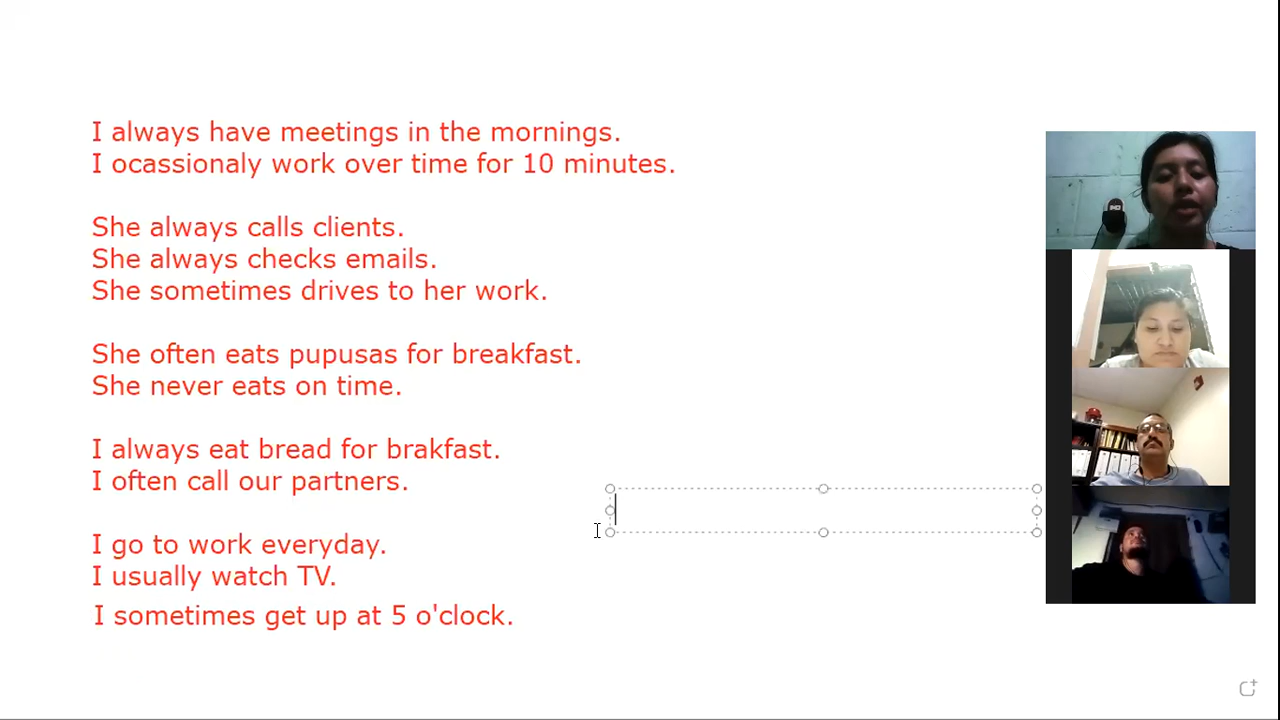 I always have meetings in the mornings.
I ocassionaly work over time for 10 minutes.
She always calls clients.
She always checks emails.
She sometimes drives to her work.
She often eats pupusas for breakfast.
She never eats on time.
I always eat bread for brakfast.
I often call our partners.
I go to work everyday.
I usually watch TV.
I sometimes get up at 5 o'clock.